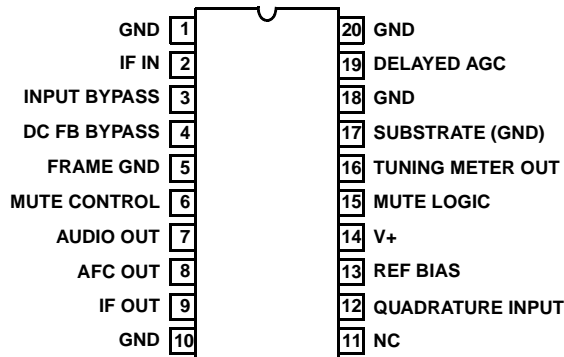 GND 1 20 GND
IF IN 2 19 DELAYED AGC
INPUT BYPASS 3 18 GND
DC FB BYPASS 4 17 SUBSTRATE (GND)
FRAME GND 5 16 TUNING METER OUT
MUTE CONTROL 6 15 MUTE LOGIC
AUDIO OUT 7 14 V+
AFC OUT 8 13 REF BIAS
IF OUT 9 12 QUADRATURE INPUT
GND 10 11 NC